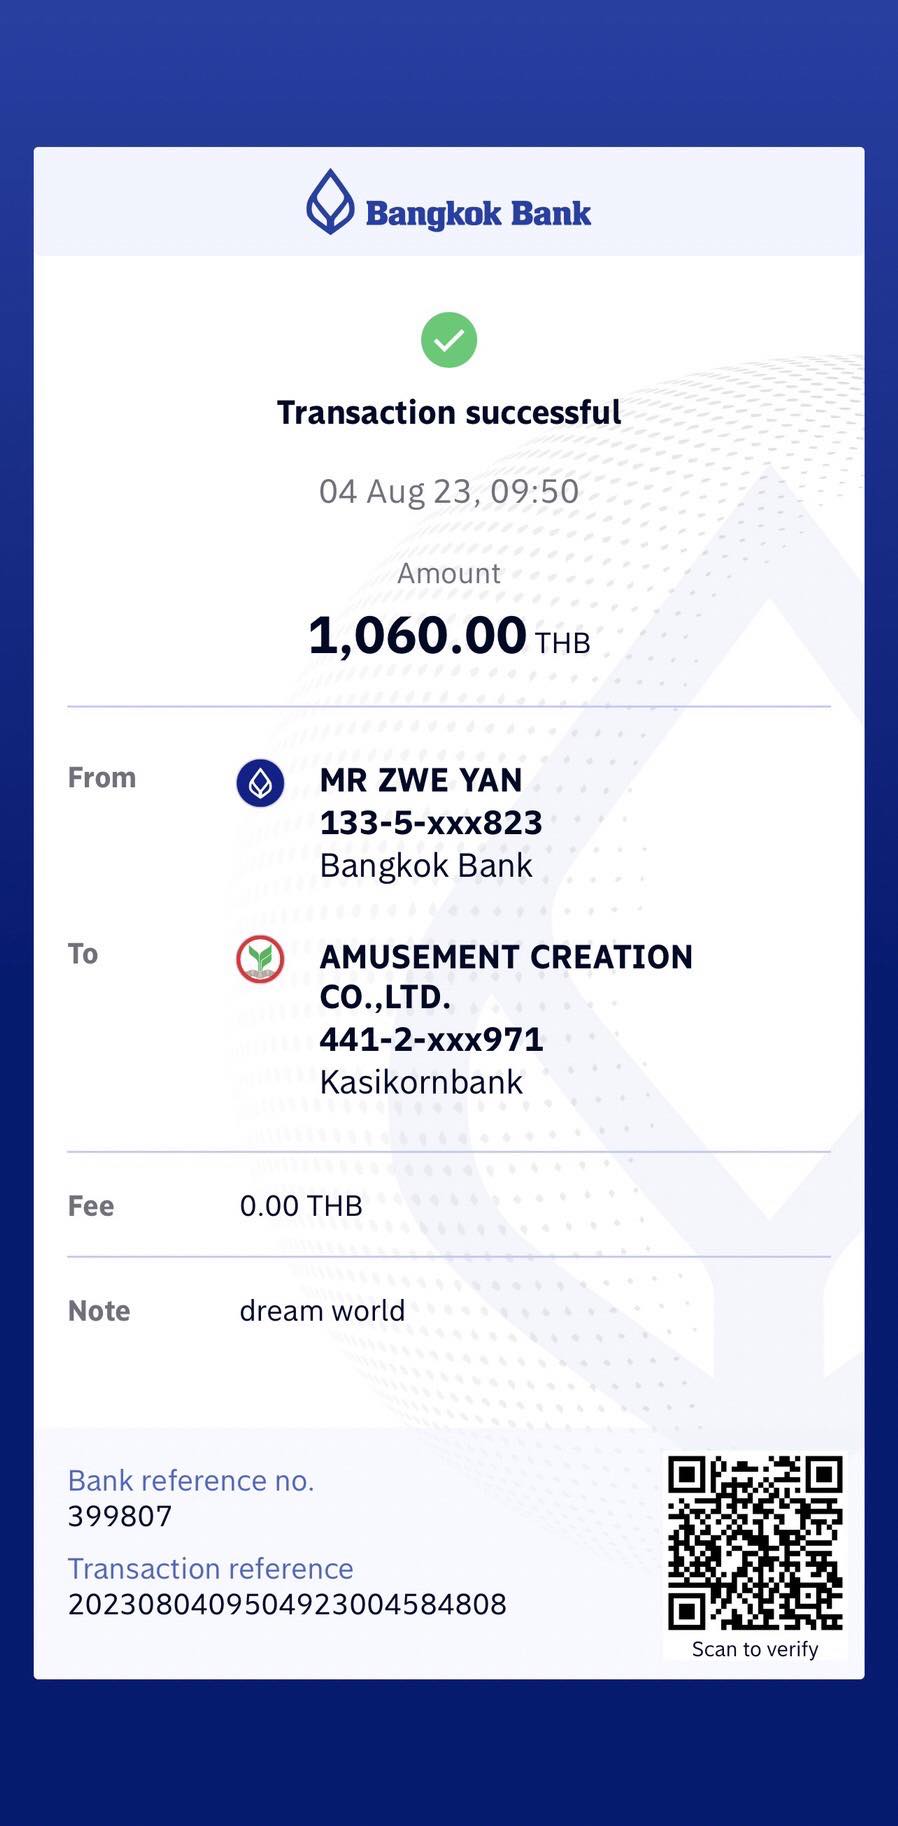 Bangkok Bank
Transaction successful
04 Aug 23, 09:50
Amount
1,060.00 THB
From
MR ZWE YAN
133-5-xxx823
Bangkok Bank
To
AMUSEMENT CREATION
CO.,LTD.
441-2-xxx971
Kasikornbank
Fee
0.00 THB
Note
dream world
Bank reference no.
399807
Transaction reference
2023080409504923004584808
Scan to verify